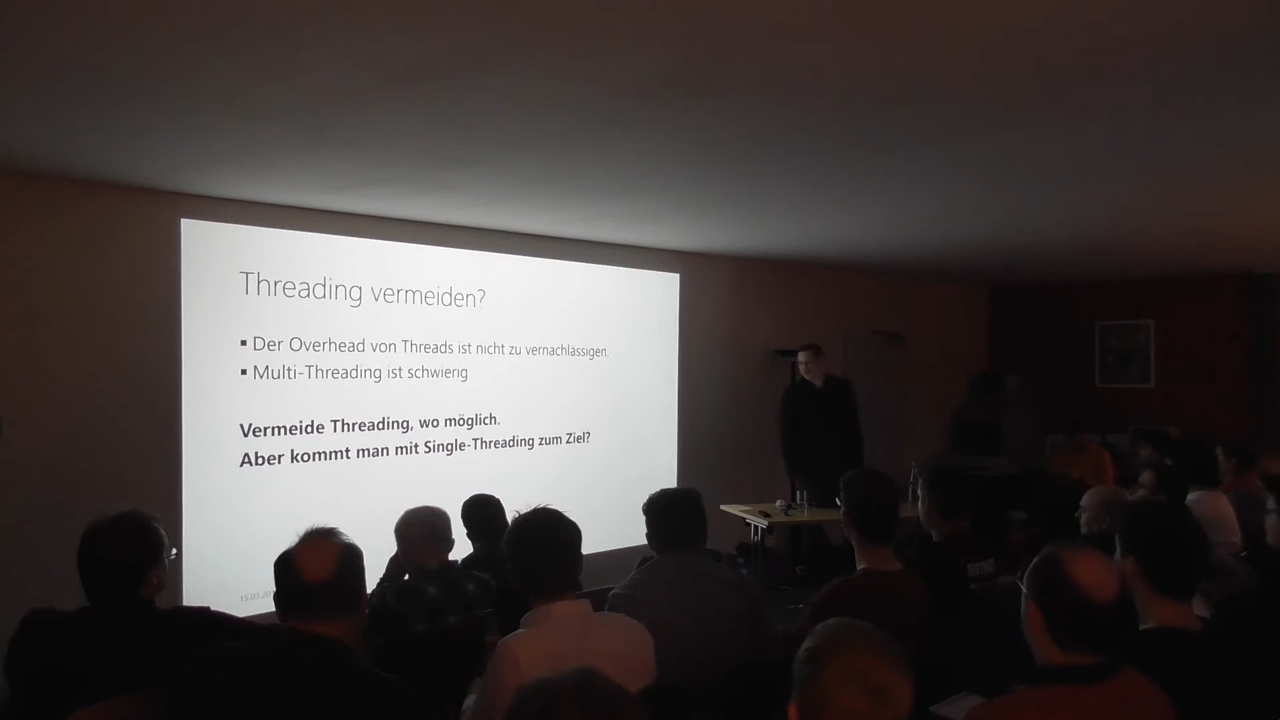 Threading vermeiden?
▪ Der Overhead von Threads ist nicht zu vernachlässigen.
▪ Multi-Threading ist schwierig
Vermeide Threading, wo möglich.
Aber kommt man mit Single-Threading zum Ziel?